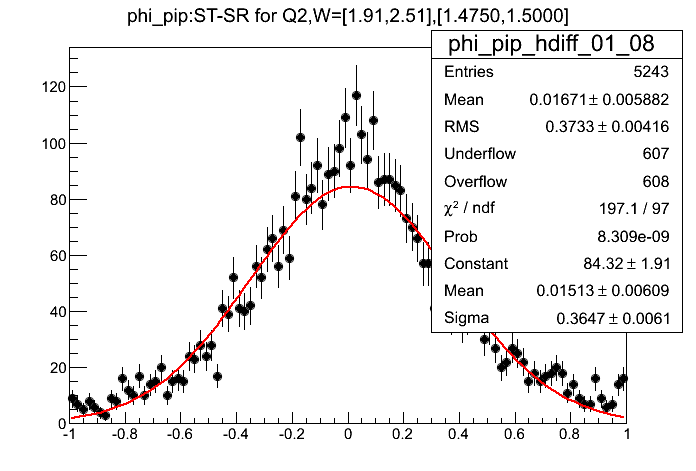 phi_pip:ST-SR for Q2,W=[1.91,2.51],[1.4750,1.5000]
phi_pip_hdiff_01_08
Entries 5243
Mean 0.01671 ± 0.005882
RMS 0.3733 ± 0.00416
Underflow 607
Overflow 608
χ² / ndf 197.1 / 97
Prob 8.309e-09
Constant 84.32 ± 1.91
Mean 0.01513 ± 0.00609
Sigma 0.3647 ± 0.0061
120
100
80
60
40
20
0
-1 -0.8 -0.6 -0.4 -0.2 0 0.2 0.4 0.6 0.8 1